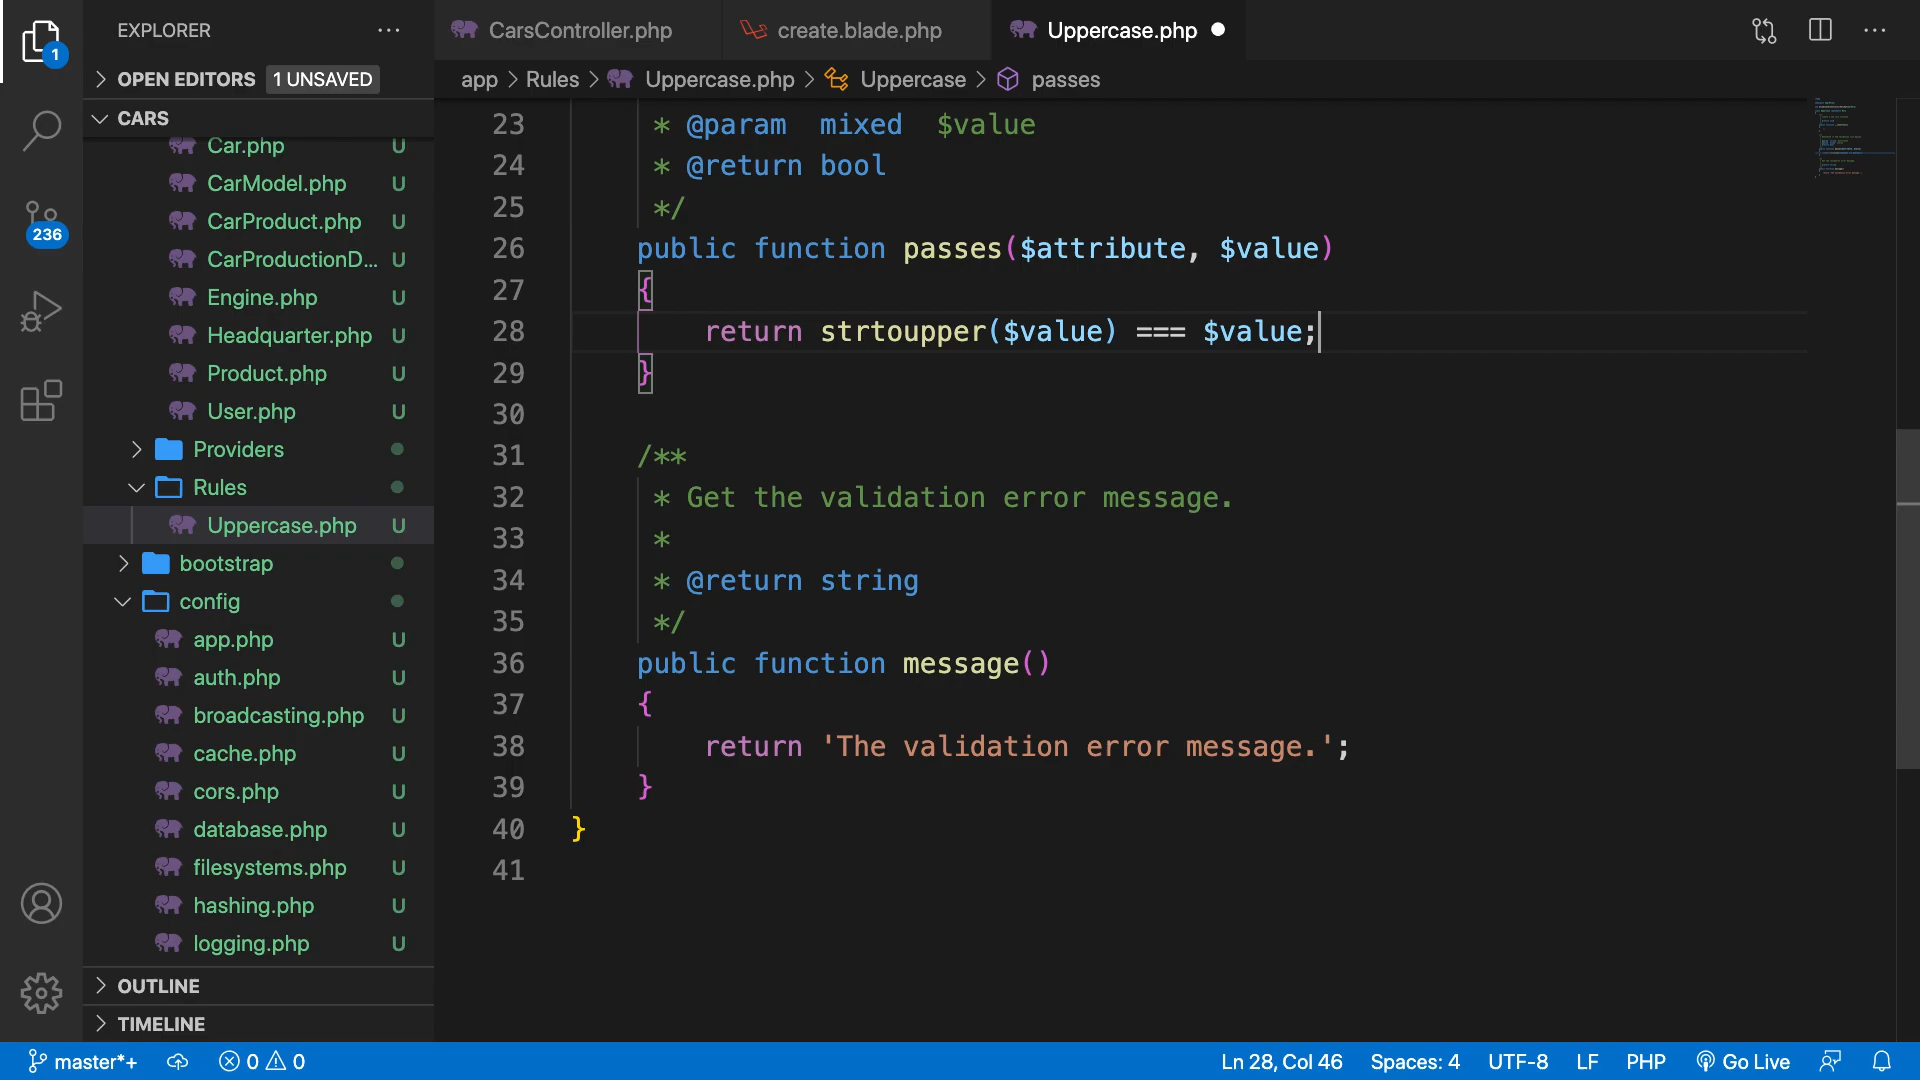 EXPLORER
CarsController.php
create.blade.php
Uppercase.php
1
OPEN EDITORS
1 UNSAVED
app > Rules > Uppercase.php > Uppercase > passes
CARS
Car.php U
CarModel.php U
CarProduct.php U
236
CarProductionD... U
Engine.php U
Headquarter.php U
Product.php U
User.php U
Providers
Rules
Uppercase.php U
bootstrap
config
app.php U
auth.php U
broadcasting.php U
cache.php U
cors.php U
database.php U
filesystems.php U
hashing.php U
logging.php U
OUTLINE
TIMELINE
23 * @param mixed $value
24 * @return bool
25 */
26 public function passes($attribute, $value)
27 {
28 return strtoupper($value) === $value;
29 }
30
31 /**
32 * Get the validation error message.
33 *
34 * @return string
35 */
36 public function message()
37 {
38 return 'The validation error message.';
39 }
40 }
41
master*+
0
0
Ln 28, Col 46
Spaces: 4
UTF-8
LF
PHP
Go Live